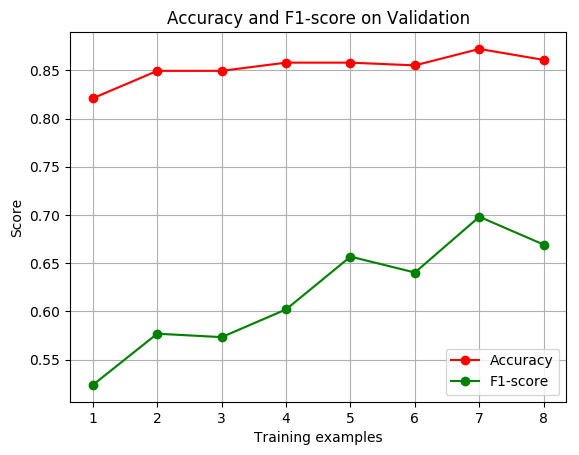 Accuracy and F1-score on Validation
Score
0.85
0.80
0.75
0.70
0.65
0.60
0.55
Accuracy
F1-score
1 2 3 4 5 6 7 8
Training examples